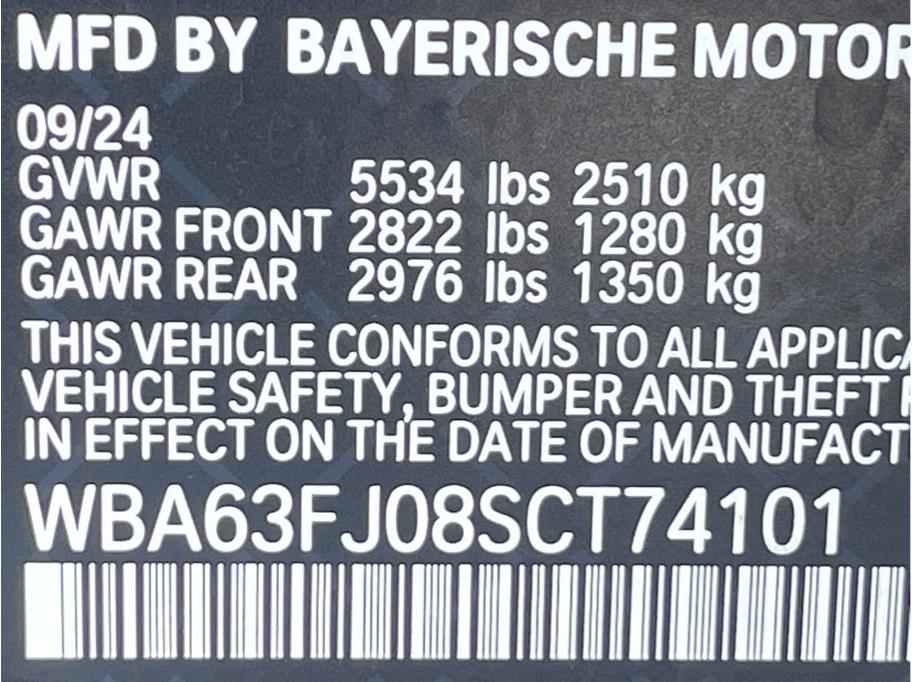 MFD BY BAYERISCHE MOTOR
09/24
GVWR 5534 lbs 2510 kg
GAWR FRONT 2822 lbs 1280 kg
GAWR REAR 2976 lbs 1350 kg
THIS VEHICLE CONFORMS TO ALL APPLICA
VEHICLE SAFETY, BUMPER AND THEFT
IN EFFECT ON THE DATE OF MANUFACT
WBA63FJ08SCT74101